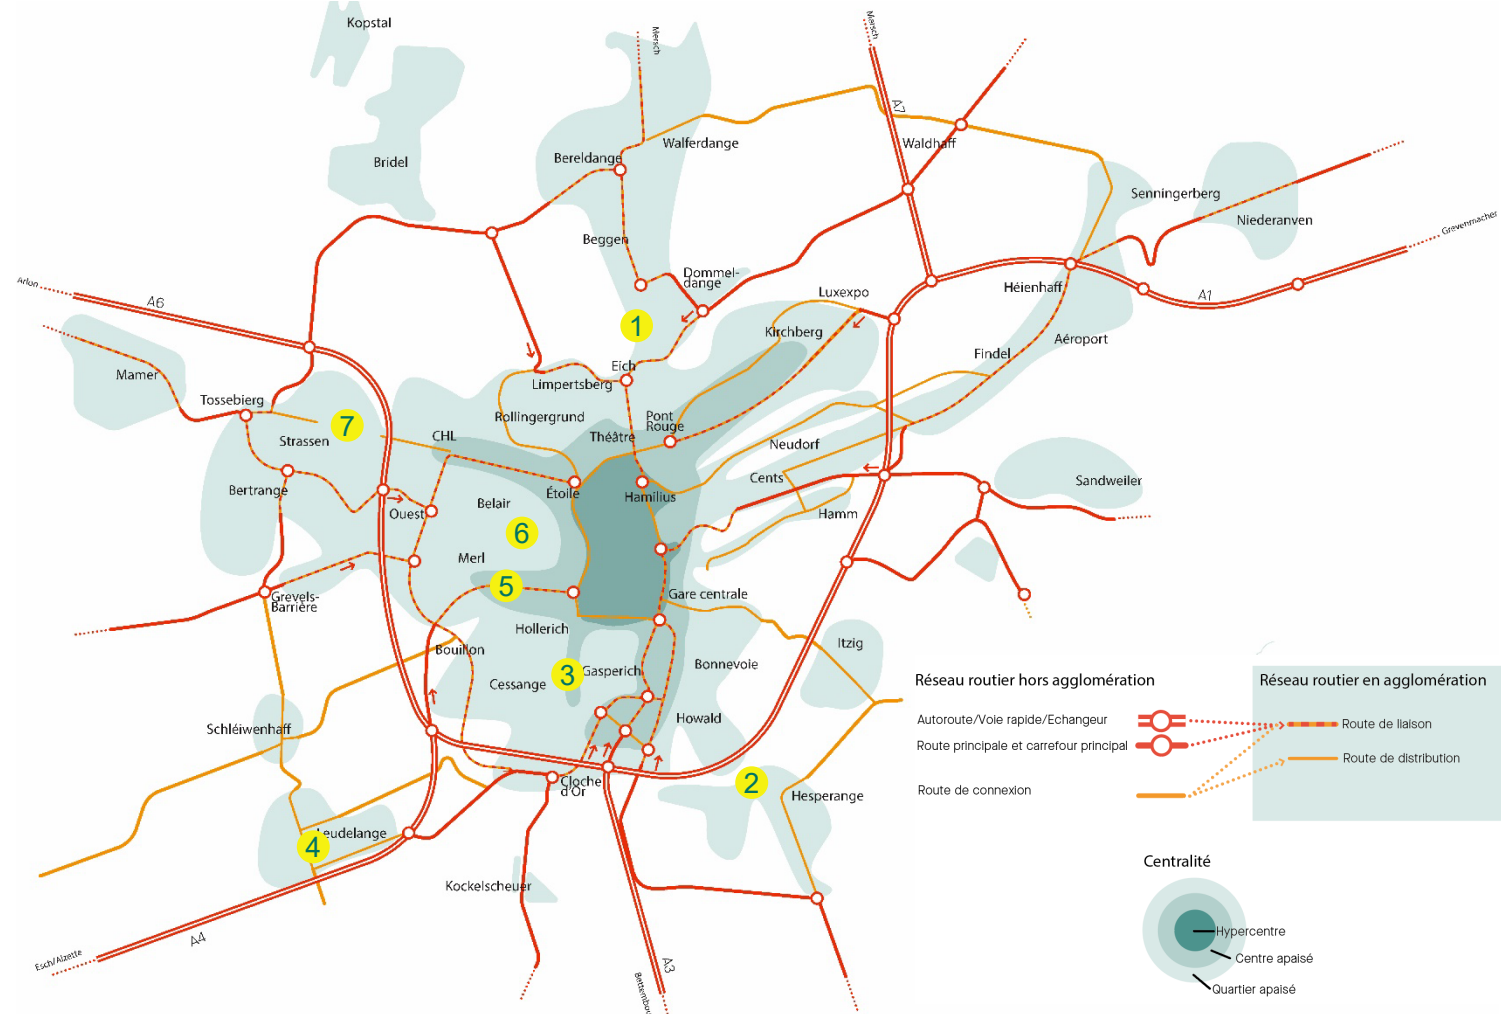 Kopstal
Mersch
Mersch
A7
Walferdange
Waldhaff
Bereldange
Bridel
Senningerberg
Niederanven
Grevenmacher
Beggen
Dommel-
dange
Arlon
A6
Luxexpo
Héienhaff
A1
1
Kirchberg
Aéroport
Findel
Eich
Mamer
Limpertsberg
Tossebierg
Rollingergrund
Pont
Rouge
7
CHL
Théâtre
Strassen
Neudorf
Cents
Sandweiler
Bertrange
Étoile
Hamilius
Belair
Ouest
Hamm
6
Merl
5
Gare centrale
Grevels-
Barrière
Hollerich
Itzig
Bouillon
Bonnevoie
3
Gasperich
Cessange
Howald
Schléiwenhaff
2
Cloche
d'Or
Hesperange
4
Leudelange
Kockelscheuer
A4
Esch/Alzette
A3
Réseau routier hors agglomération
Réseau routier en agglomération
Autoroute/Voie rapide/Echangeur
Route de liaison
Route principale et carrefour principal
Route de distribution
Route de connexion
Centralité
Hypercentre
Centre apaisé
Quartier apaisé